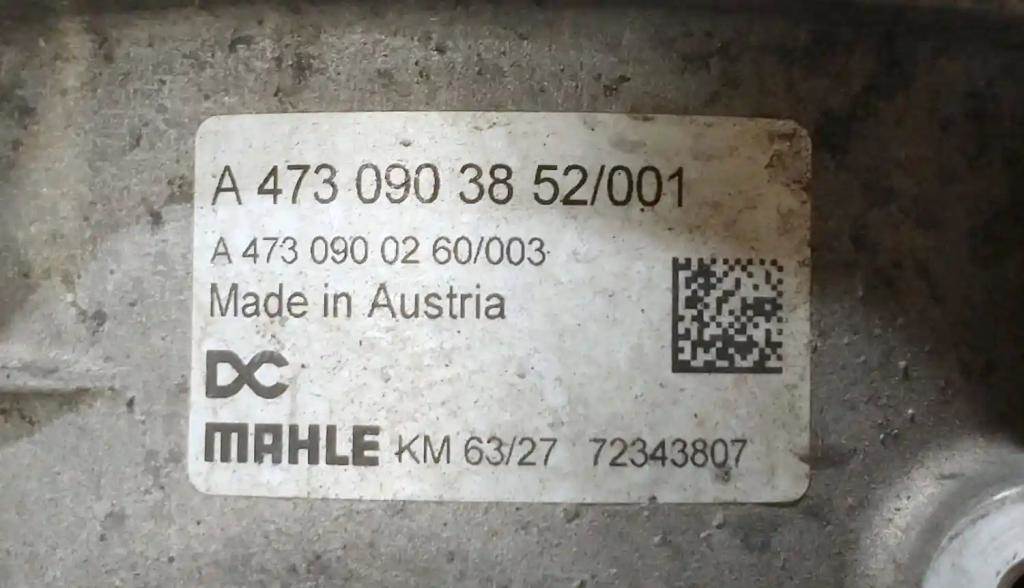 A 473 090 38 52/001
A 473 090 02 60/003
Made in Austria
DC
MAHLE KM 63/27 72343807